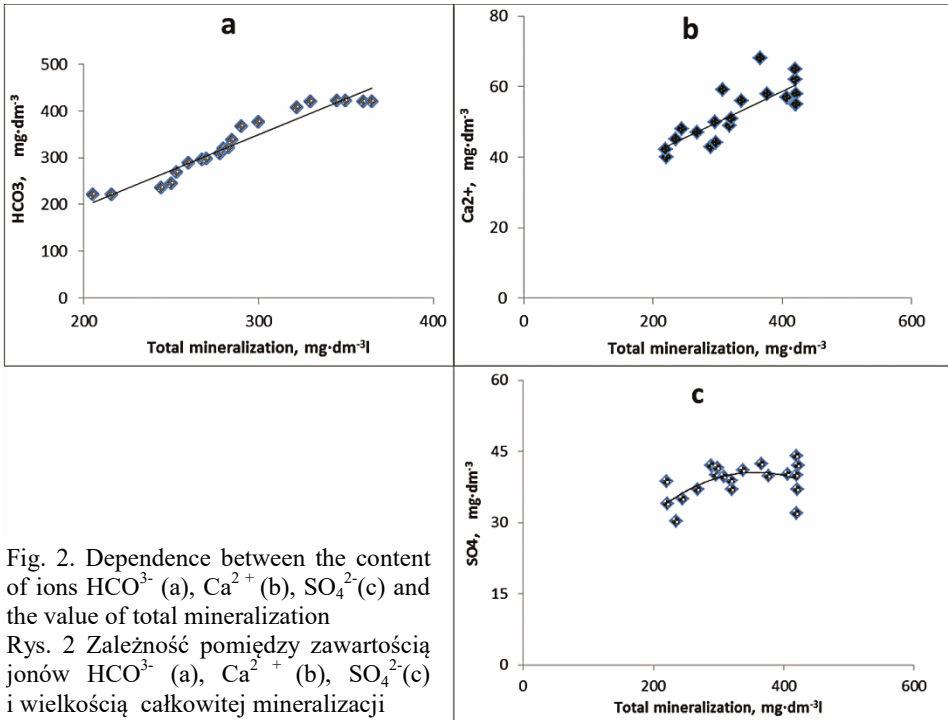 a
500
400
300
200
100
0
200
300
400
HCO3, mg·dm⁻³
Total mineralization, mg·dm⁻³l
b
80
60
40
20
0
0
200
400
600
Ca2+, mg·dm⁻³
Total mineralization, mg·dm⁻³
c
60
45
30
15
0
0
200
400
600
SO4, mg·dm⁻³
Total mineralization, mg·dm⁻³l
Fig. 2. Dependence between the content
of ions HCO³⁻ (a), Ca² ⁺ (b), SO₄²⁻(c) and
the value of total mineralization
Rys. 2 Zależność pomiędzy zawartością
jonów HCO³⁻ (a), Ca² ⁺ (b), SO₄²⁻(c)
i wielkością całkowitej mineralizacji